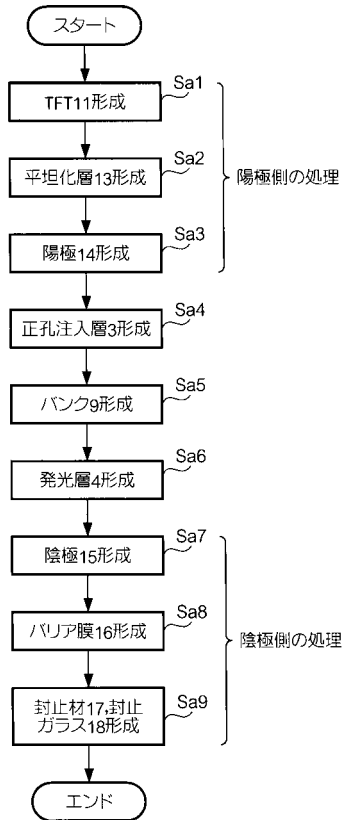 スタート
Sa1
TFT11形成
Sa2
平坦化層13形成
陽極側の処理
Sa3
陽極14形成
Sa4
正孔注入層3形成
Sa5
バンク9形成
Sa6
発光層4形成
Sa7
陰極15形成
Sa8
バリア膜16形成
陰極側の処理
Sa9
封止材17,封止
ガラス18形成
エンド